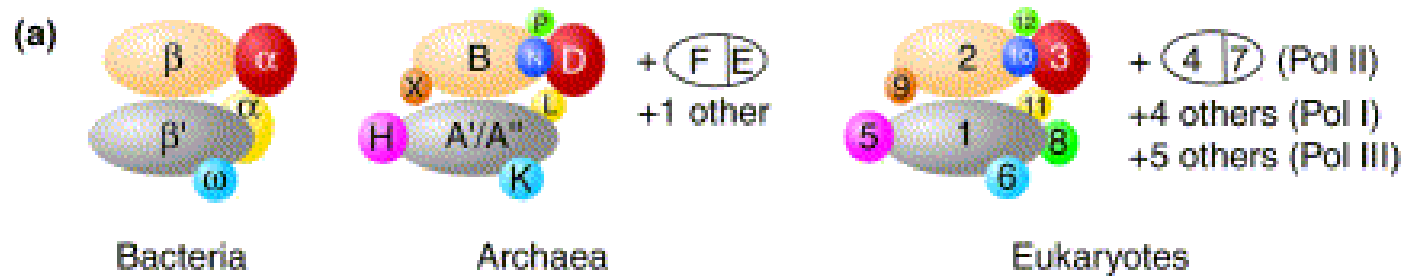 (a)
β α
α
β'
ω
Bacteria
P
B N D
X
L
H A'/A"
K
+ F E
+1 other
Archaea
12
2 10 3
9
11
5 1 8
6
+ 4 7 (Pol II)
+4 others (Pol I)
+5 others (Pol III)
Eukaryotes